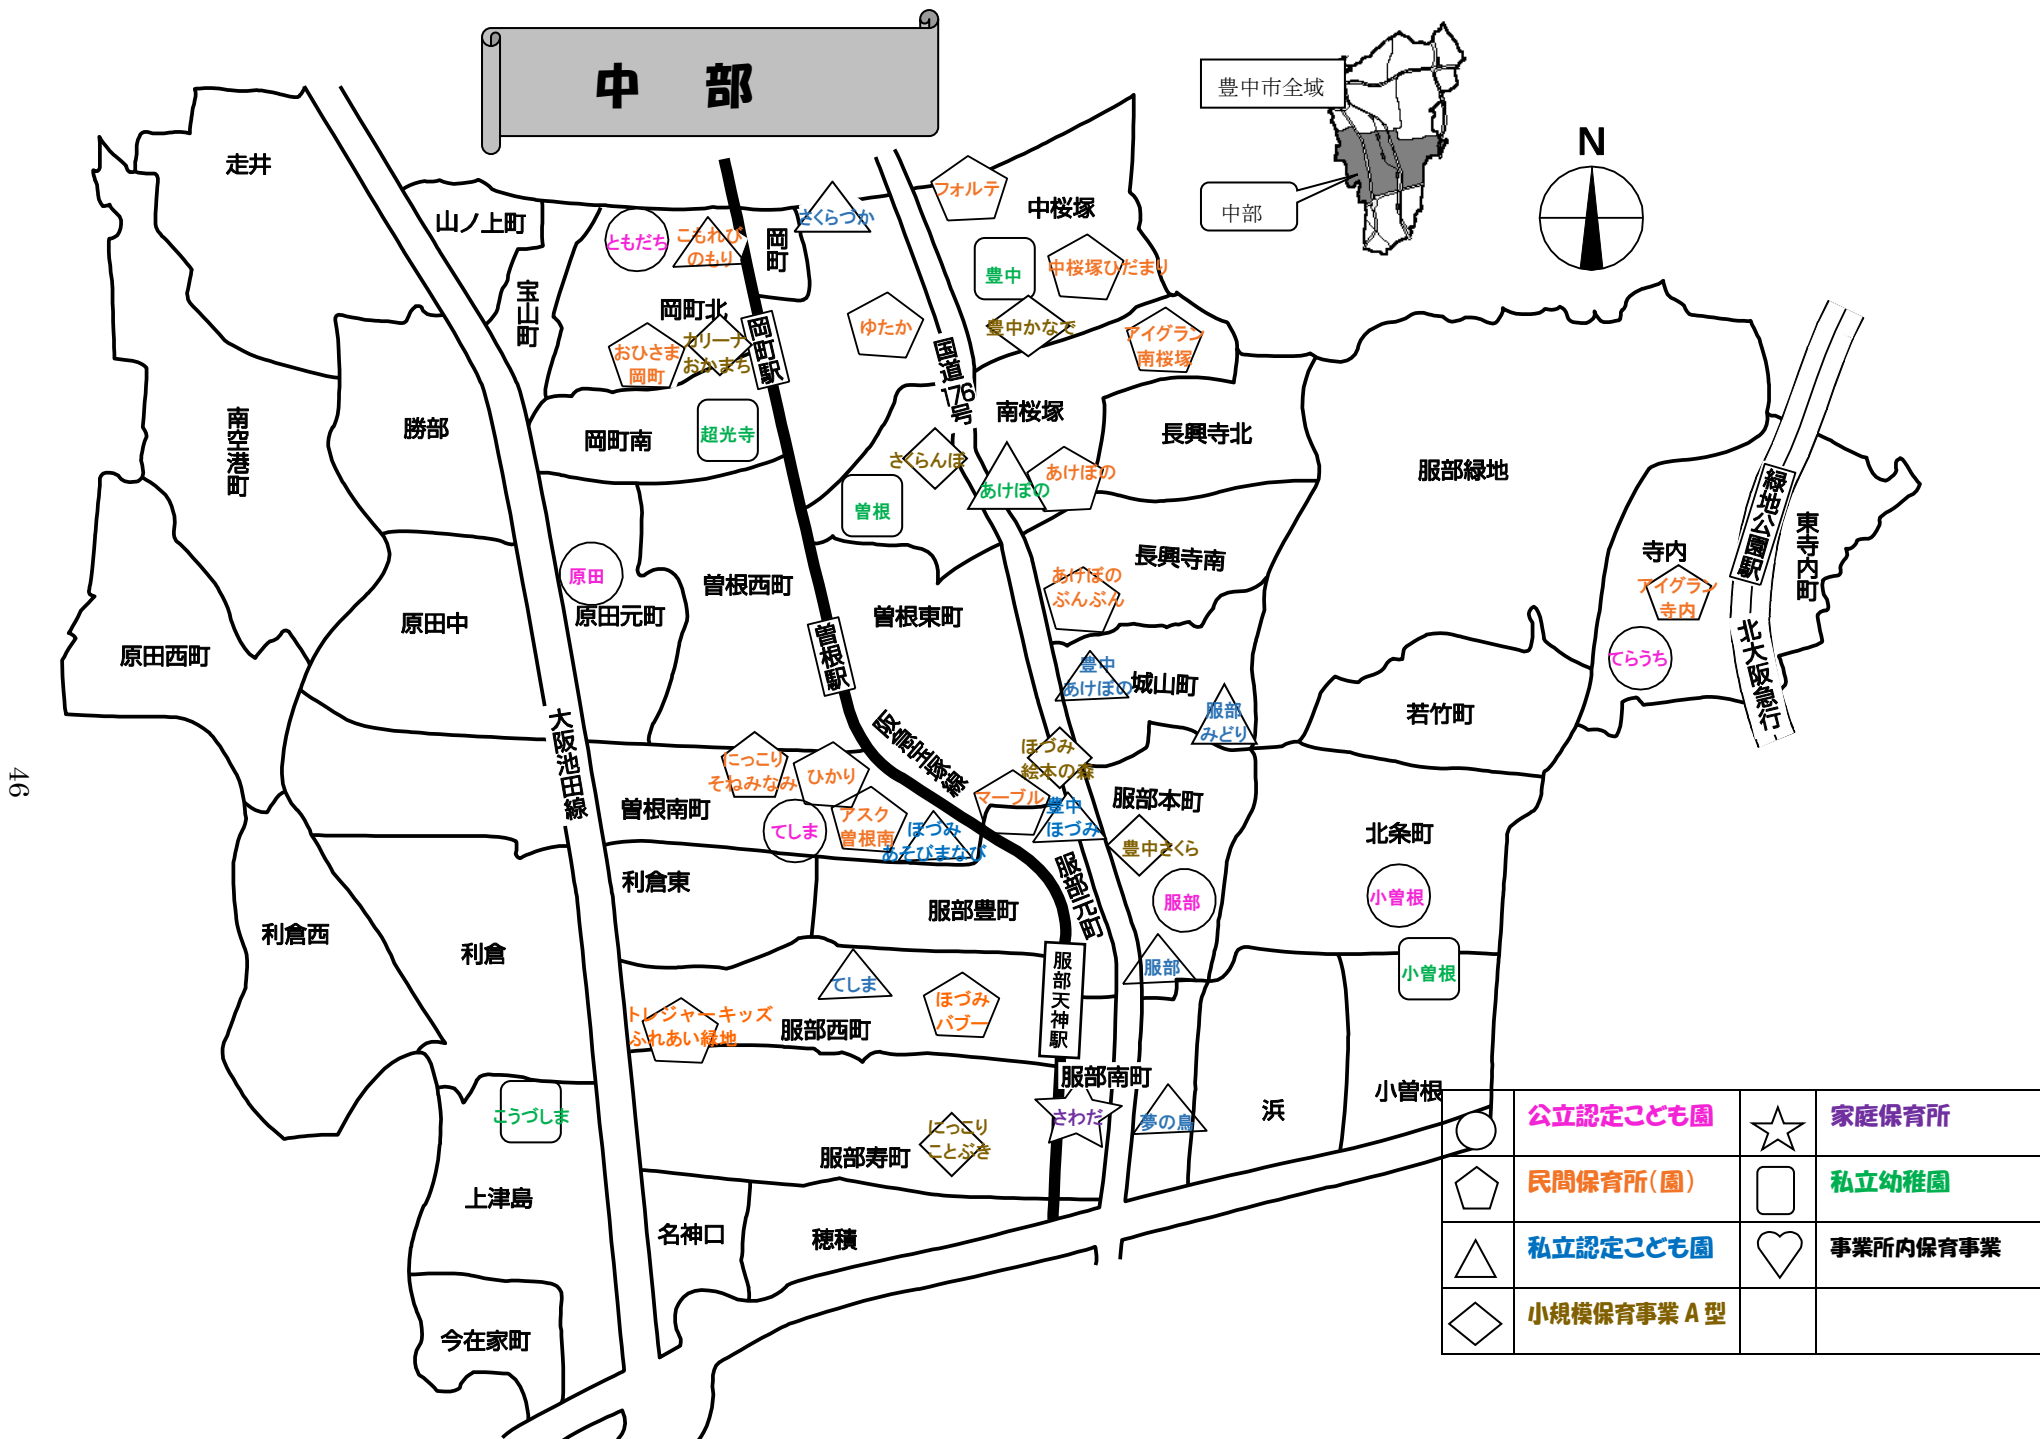 中 部
豊中市全域
中部
N
走井
山ノ上町
宝山町
ともだち
こもれび
のもり
岡町
さくらづか
フォルテ
中桜塚
豊中
中桜塚ひだまり
岡町北
おひさま
岡町
カリーナ
おかまち
岡町駅
ゆたか
国道176号
豊中かなで
アイグラン
南桜塚
南空港町
勝部
岡町南
超光寺
南桜塚
長興寺北
さくらんぼ
曽根
あけぼの
あけぼの
服部緑地
緑地公園駅
東寺内町
寺内
アイグラン
寺内
てらうち
北大阪急行
原田西町
原田中
原田
原田元町
曽根西町
曽根駅
曽根東町
長興寺南
あけぼの
ぶんぶん
豊中
あけぼの
城山町
服部
みどり
若竹町
大阪池田線
阪急宝塚線
にっこり
そねみなみ
ひかり
曽根南町
てしま
アスク
曽根南
ほづみ
あそびまなび
マーブル
ほづみ
絵本の森
豊中
ほづみ
服部本町
豊中さくら
北条町
利倉西
利倉
利倉東
服部豊町
服部元町
服部
小曽根
服部
小曽根
てしま
ほづみ
バブー
服部天神駅
トレジャーキッズ
ふれあい緑地
服部西町
服部南町
さわだ
夢の鳥
浜
小曽根
こうづしま
にっこり
ことぶき
服部寿町
上津島
名神口
穂積
今在家町
公立認定こども園
家庭保育所
民間保育所(園)
私立幼稚園
私立認定こども園
事業所内保育事業
小規模保育事業A型
46